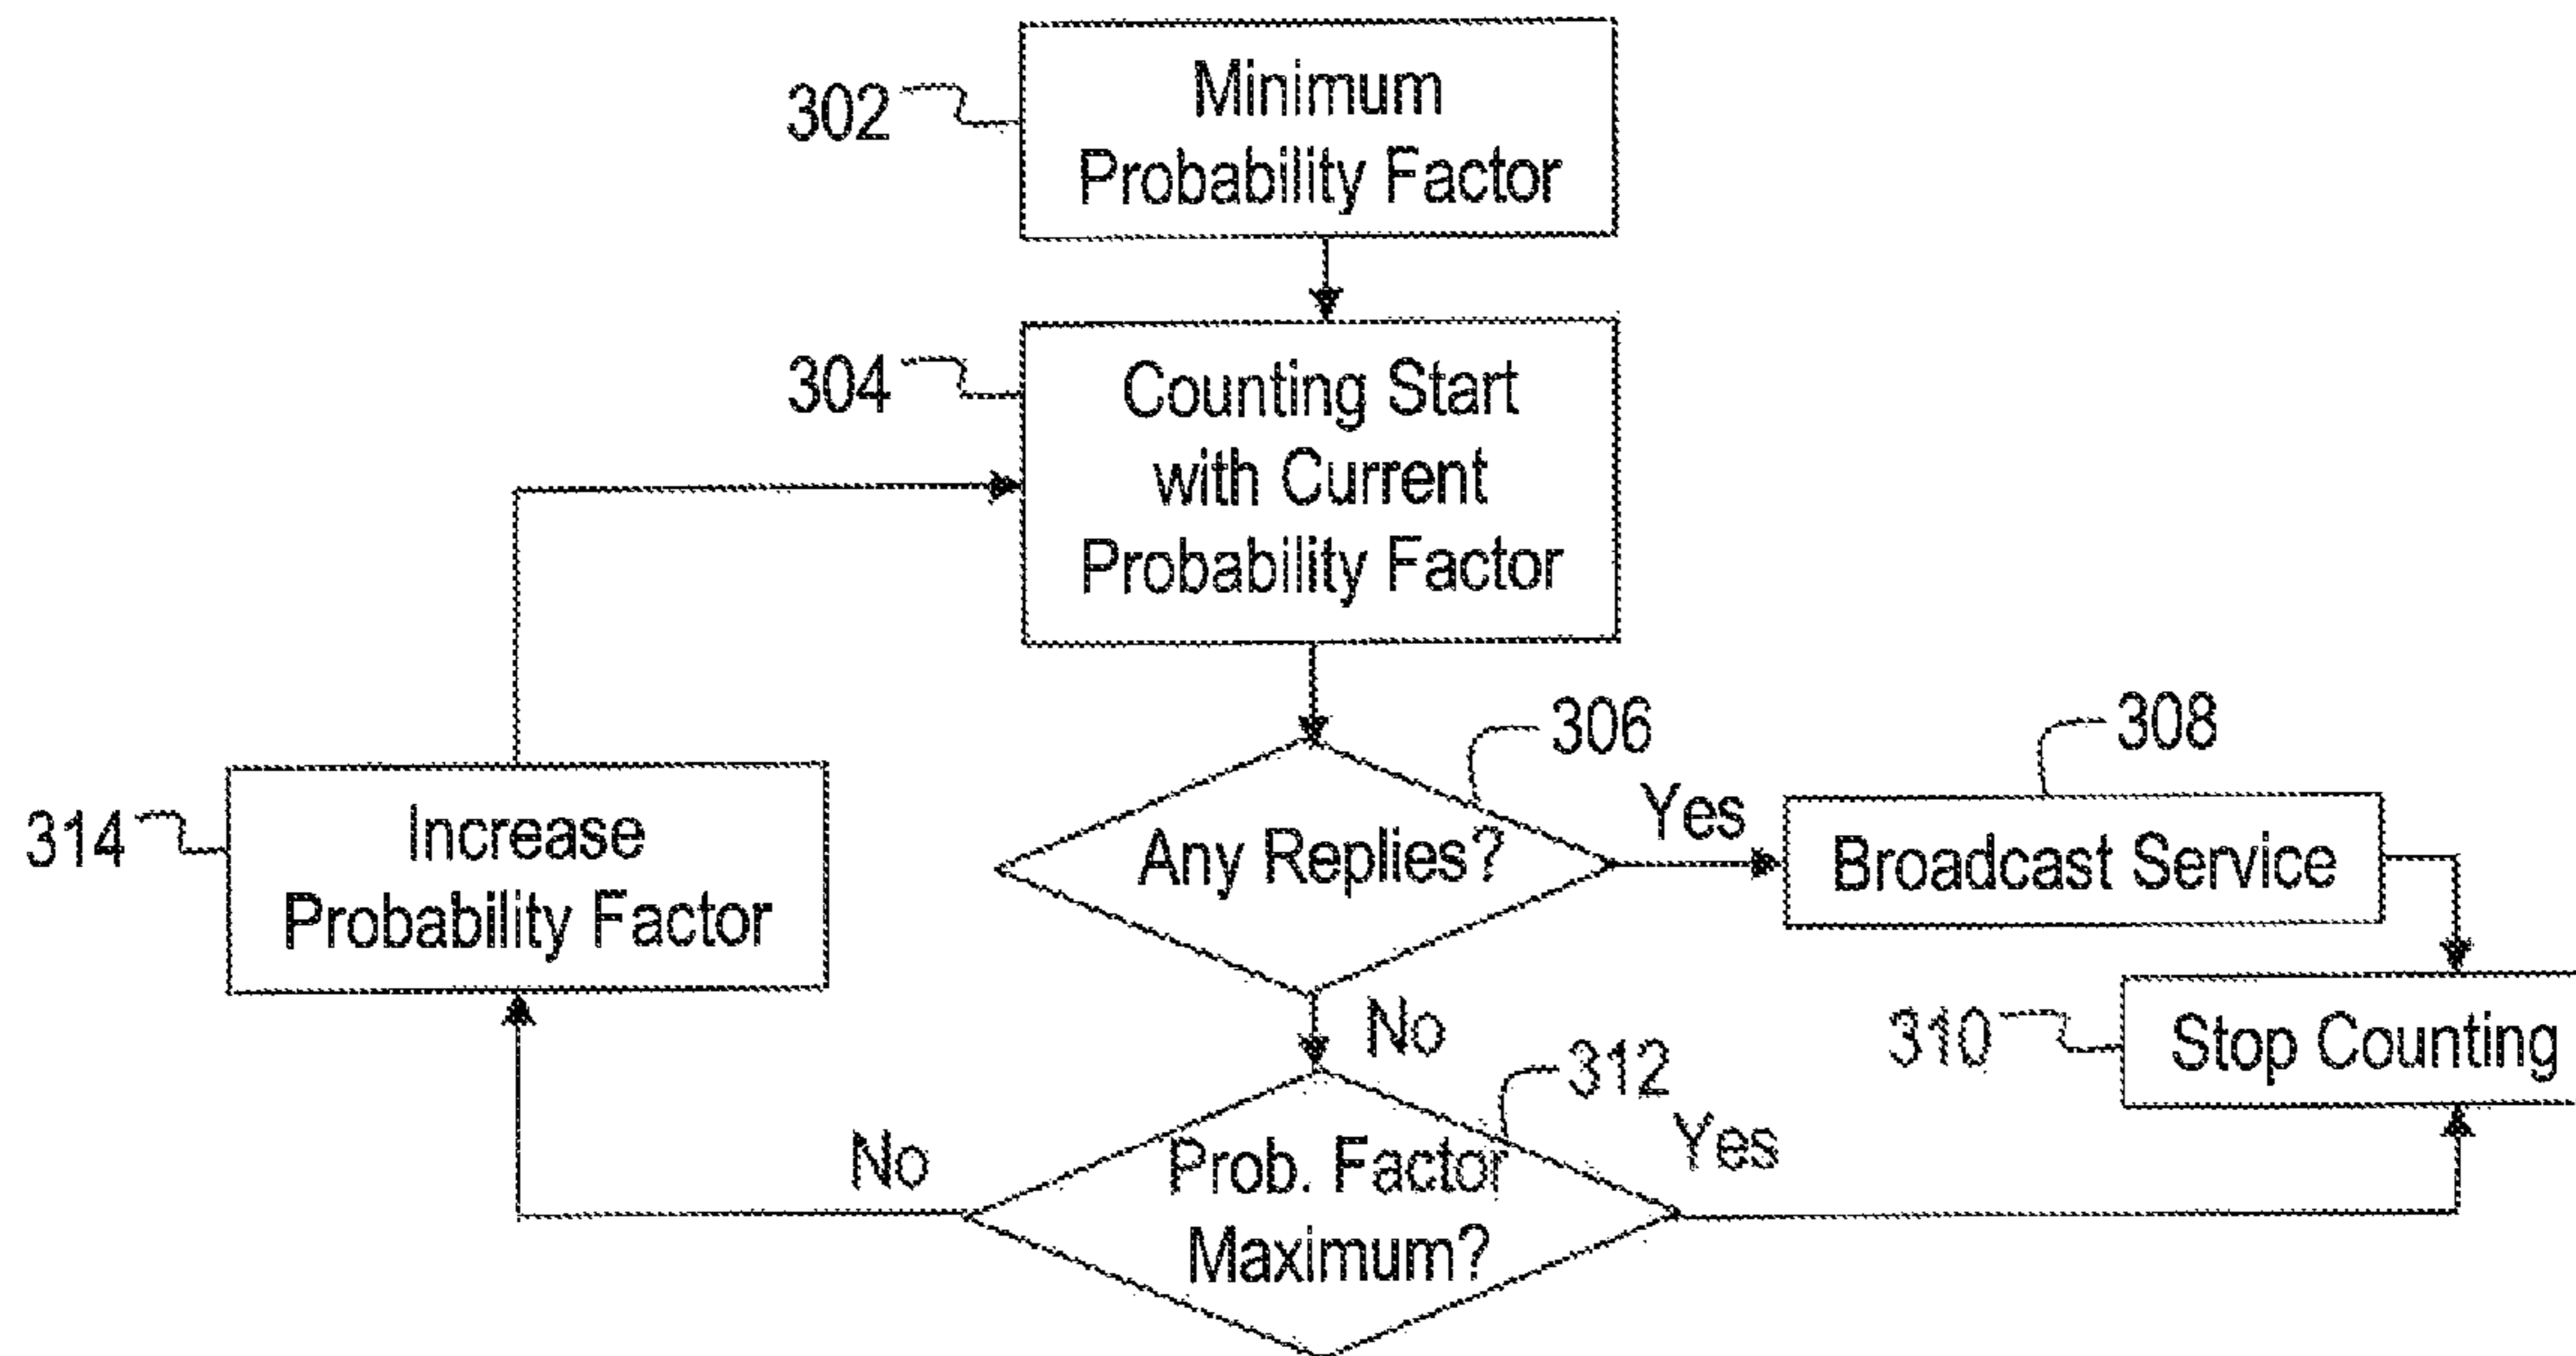 302
Minimum
Probability Factor
304
Counting Start
with Current
Probability Factor
306
308
314
Increase
Probability Factor
Any Replies?
Yes
Broadcast Service
No
310
Stop Counting
312
No
Prob. Factor
Maximum?
Yes